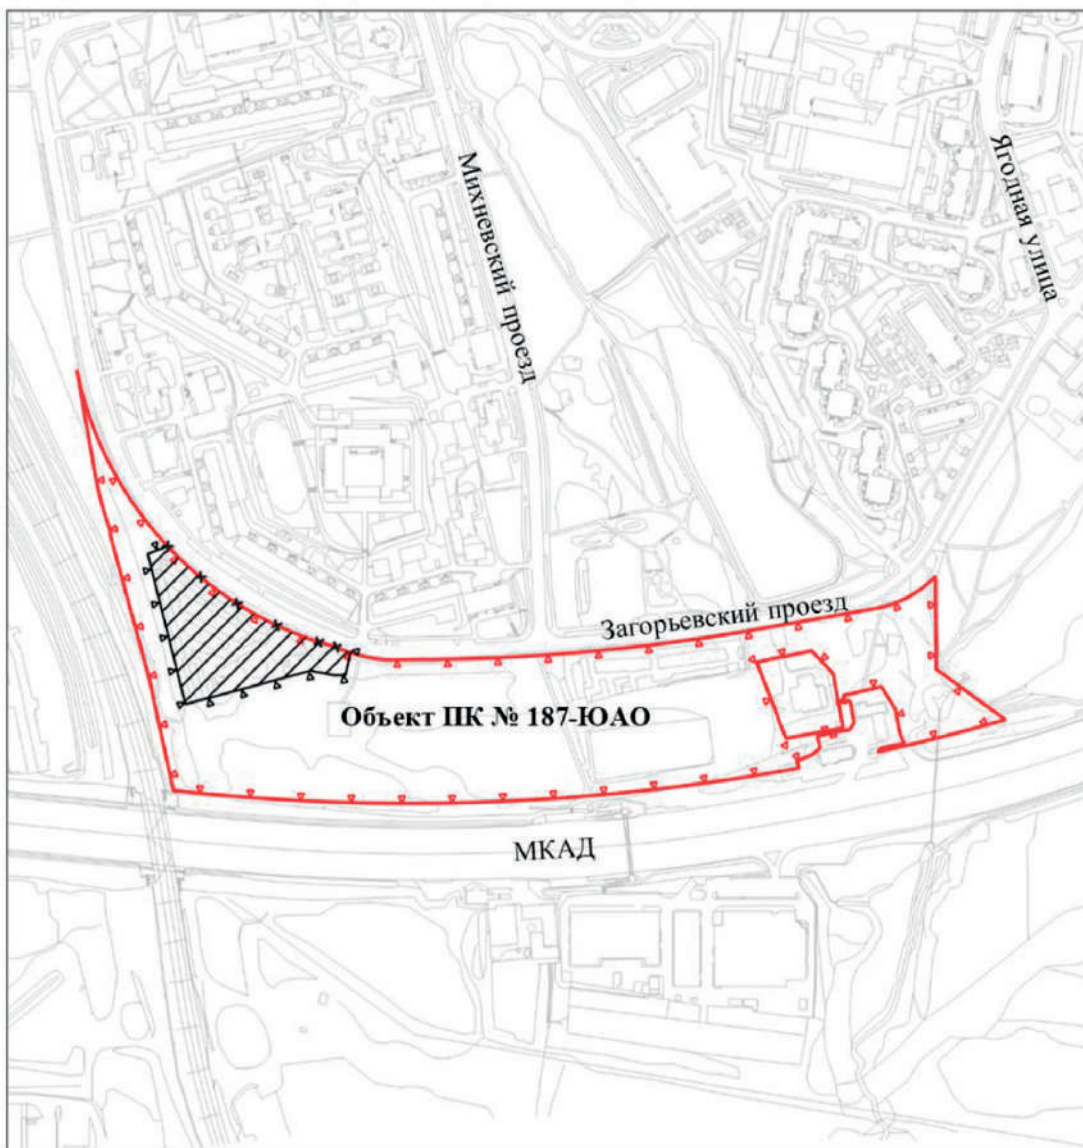 Михневский проезд
Ягодная улица
Загорьевский проезд
Объект ПК № 187-ЮАО
МКАД